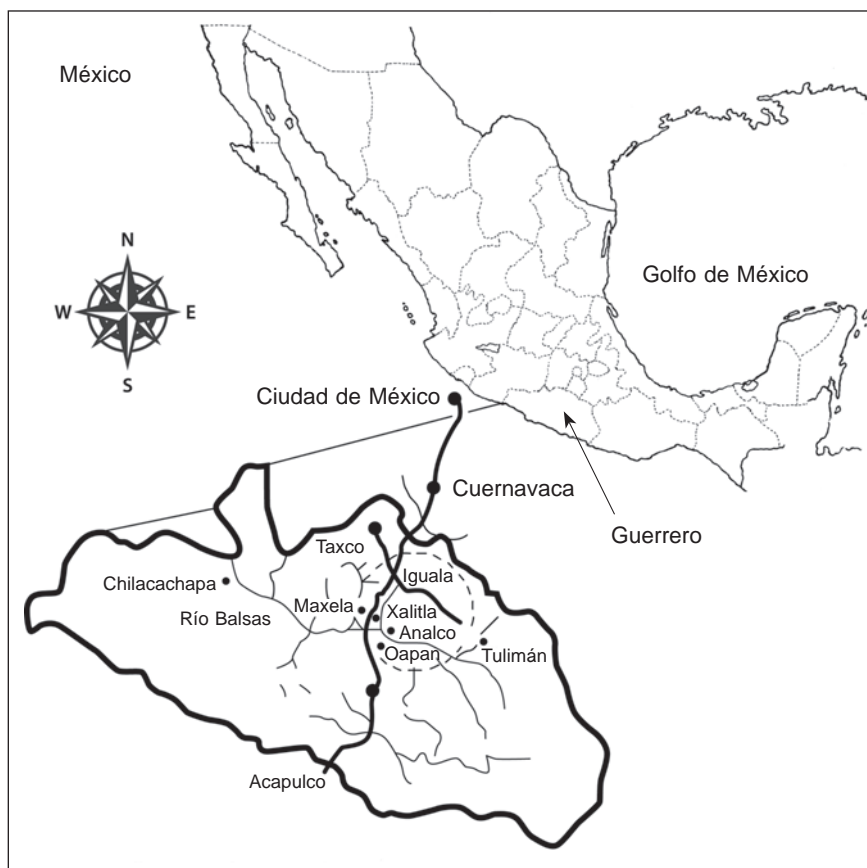 México
N
W
E
S
Golfo de México
Ciudad de México
Cuernavaca
Guerrero
Taxco
Iguala
Chilacachapa
Maxela
Xalitla
Río Balsas
Analco
Oapan
Tulimán
Acapulco